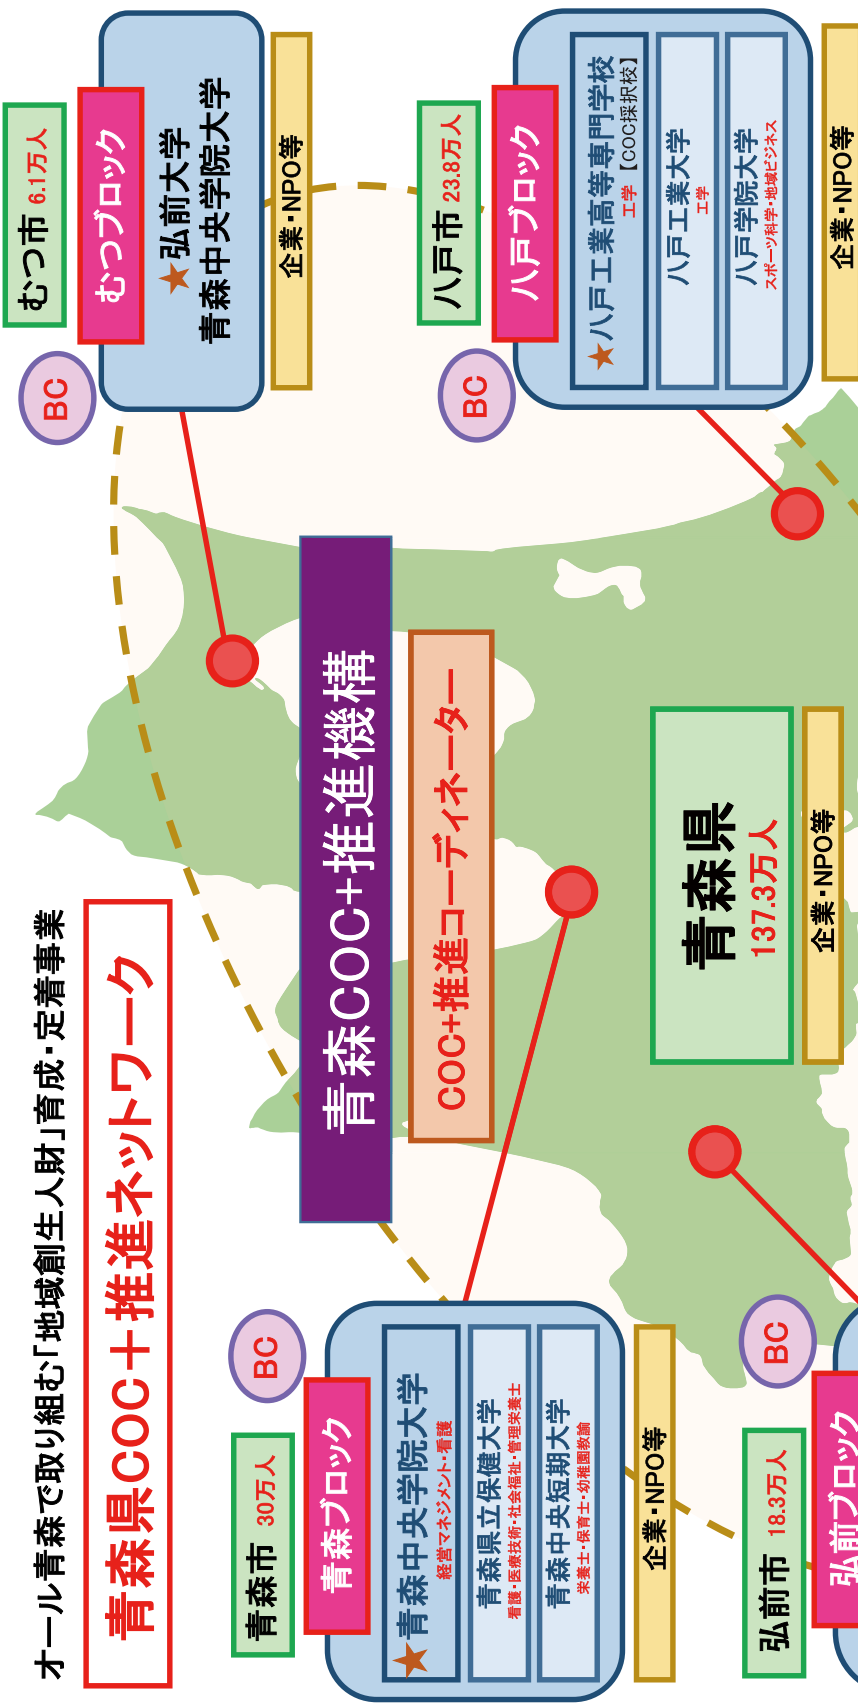 オール青森で取り組む「地域創生人財」育成・定着事業
青森県COC＋推進ネットワーク
むつ市 6.1万人
むつブロック
BC
★弘前大学
青森中央学院大学
企業・NPO等
青森COC+推進機構
COC+推進コーディネーター
青森市 30万人
青森ブロック
BC
★青森中央学院大学
経営マネジメント・看護
青森県立保健大学
看護・医療技術・社会福祉・管理栄養士
青森中央短期大学
栄養士・保育士・幼稚園教諭
企業・NPO等
八戸市 23.8万人
八戸ブロック
BC
★八戸工業高等専門学校
工学【COC採択校】
八戸工業大学
工学
八戸学院大学
スポーツ科学・地域ビジネス
企業・NPO等
青森県
137.3万人
企業・NPO等
弘前市 18.3万人
弘前ブロック
BC